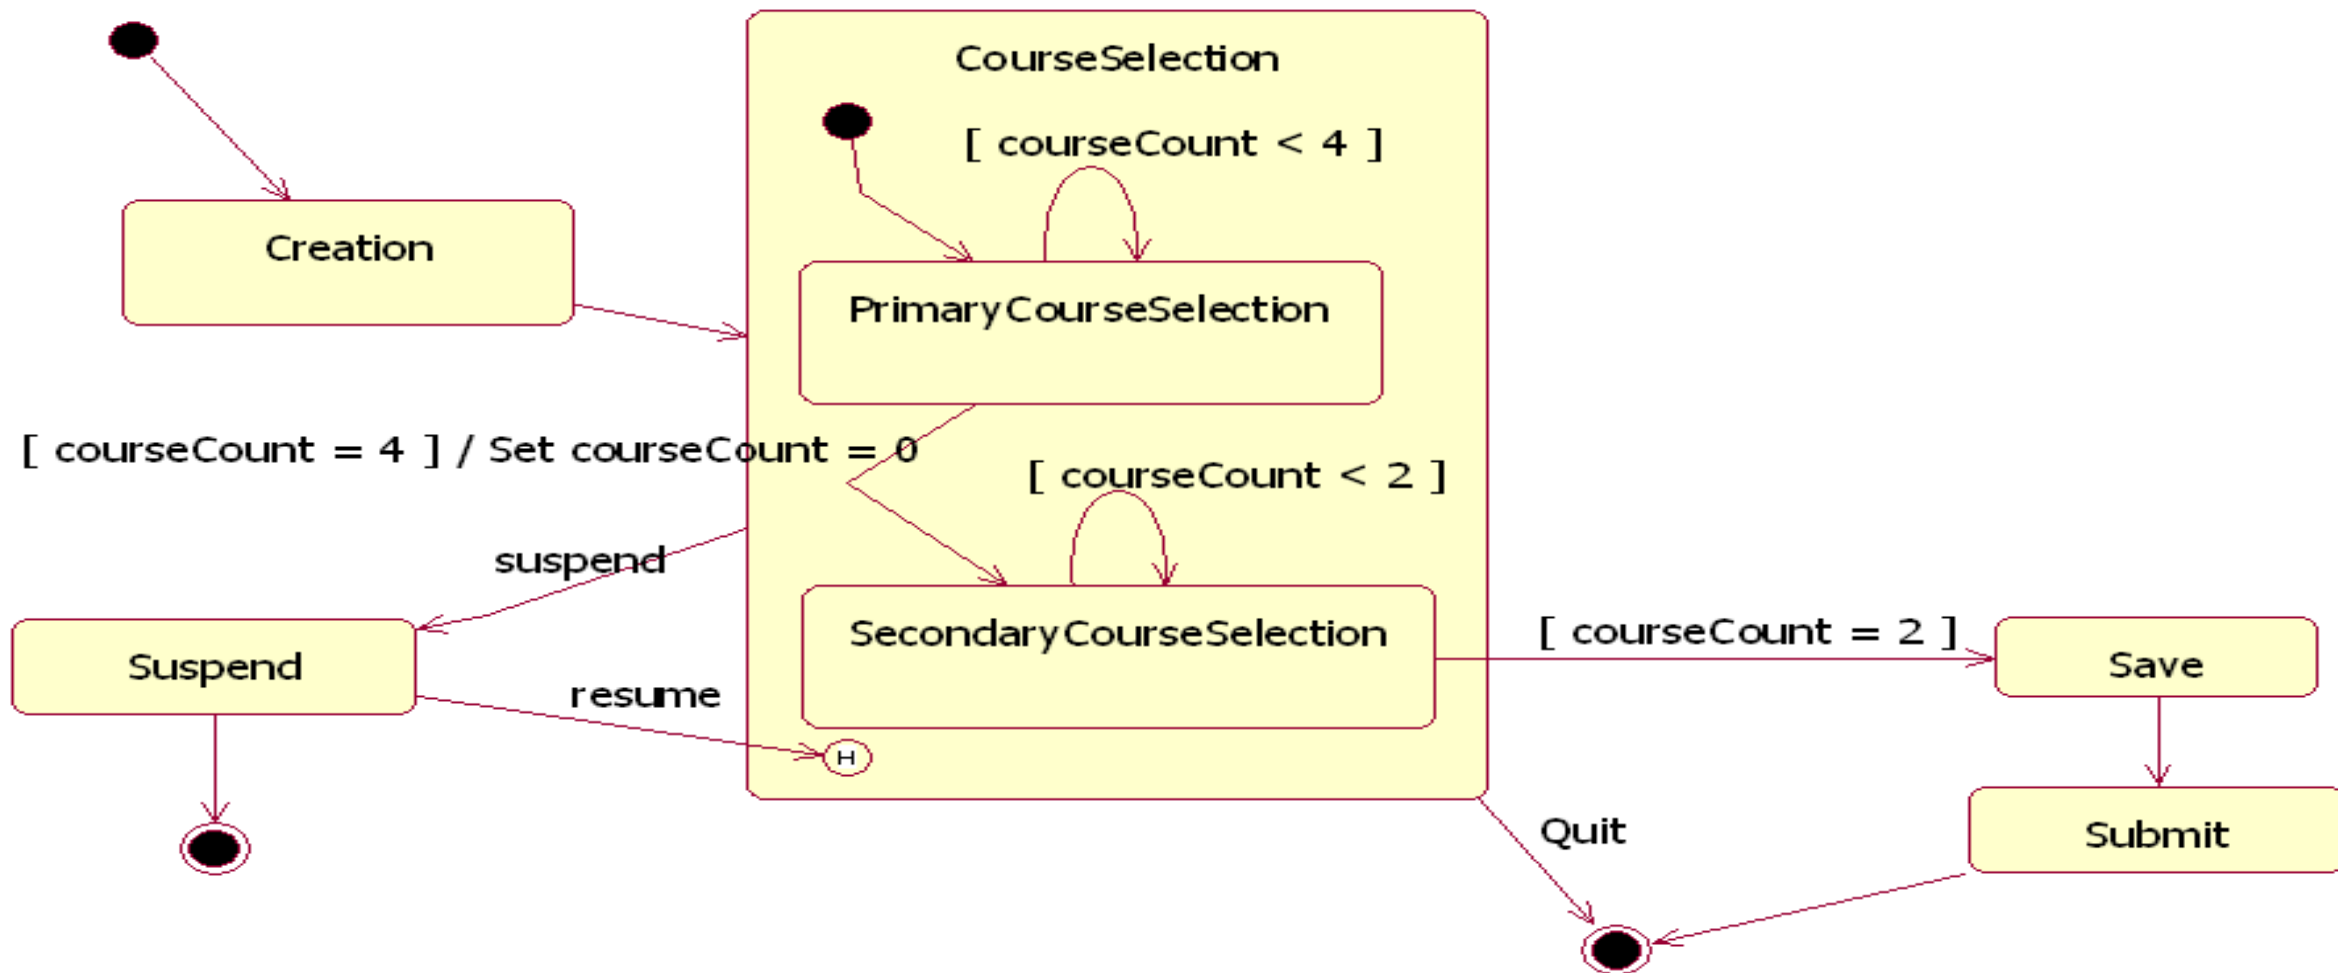 CourseSelection
[ courseCount < 4 ]
Creation
PrimaryCourseSelection
[ courseCount = 4 ] / Set courseCount = 0
[ courseCount < 2 ]
suspend
SecondaryCourseSelection
[ courseCount = 2 ]
Suspend
Save
resume
H
Quit
Submit